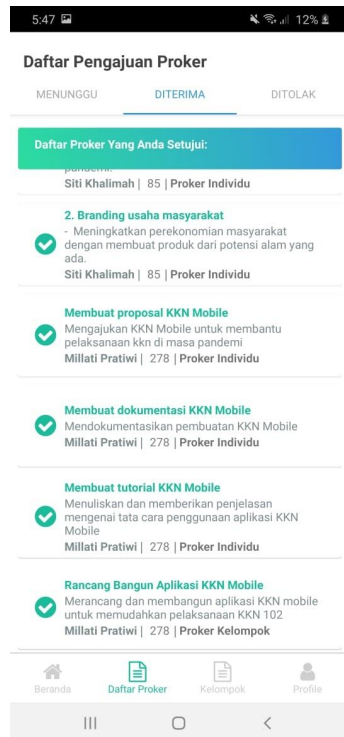 5:47
12%
Daftar Pengajuan Proker
MENUNGGU DITERIMA DITOLAK
Daftar Proker Yang Anda Setujui:
pandemi.
Siti Khalimah | 85 | Proker Individu
2. Branding usaha masyarakat
- Meningkatkan perekonomian masyarakat
dengan membuat produk dari potensi alam yang
ada.
Siti Khalimah | 85 | Proker Individu
Membuat proposal KKN Mobile
Mengajukan KKN Mobile untuk membantu
pelaksanaan kkn di masa pandemi
Millati Pratiwi | 278 | Proker Individu
Membuat dokumentasi KKN Mobile
Mendokumentasikan pembuatan KKN Mobile
Millati Pratiwi | 278 | Proker Individu
Membuat tutorial KKN Mobile
Menuliskan dan memberikan penjelasan
mengenai tata cara penggunaan aplikasi KKN
Mobile
Millati Pratiwi | 278 | Proker Individu
Rancang Bangun Aplikasi KKN Mobile
Merancang dan membangun aplikasi KKN mobile
untuk memudahkan pelaksanaan KKN 102
Millati Pratiwi | 278 | Proker Kelompok
Beranda Daftar Proker Kelompok Profile